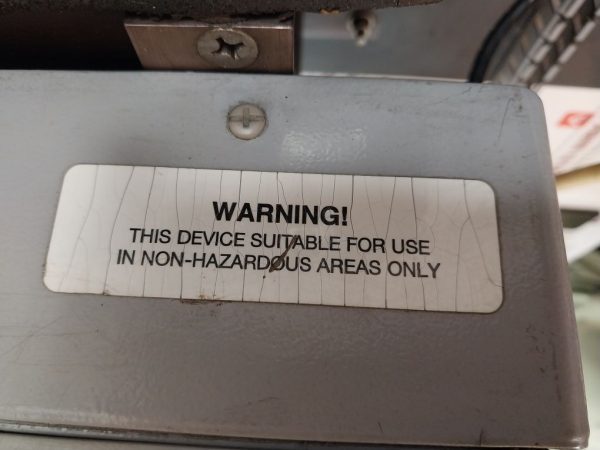 WARNING!
THIS DEVICE SUITABLE FOR USE
IN NON-HAZARDOUS AREAS ONLY